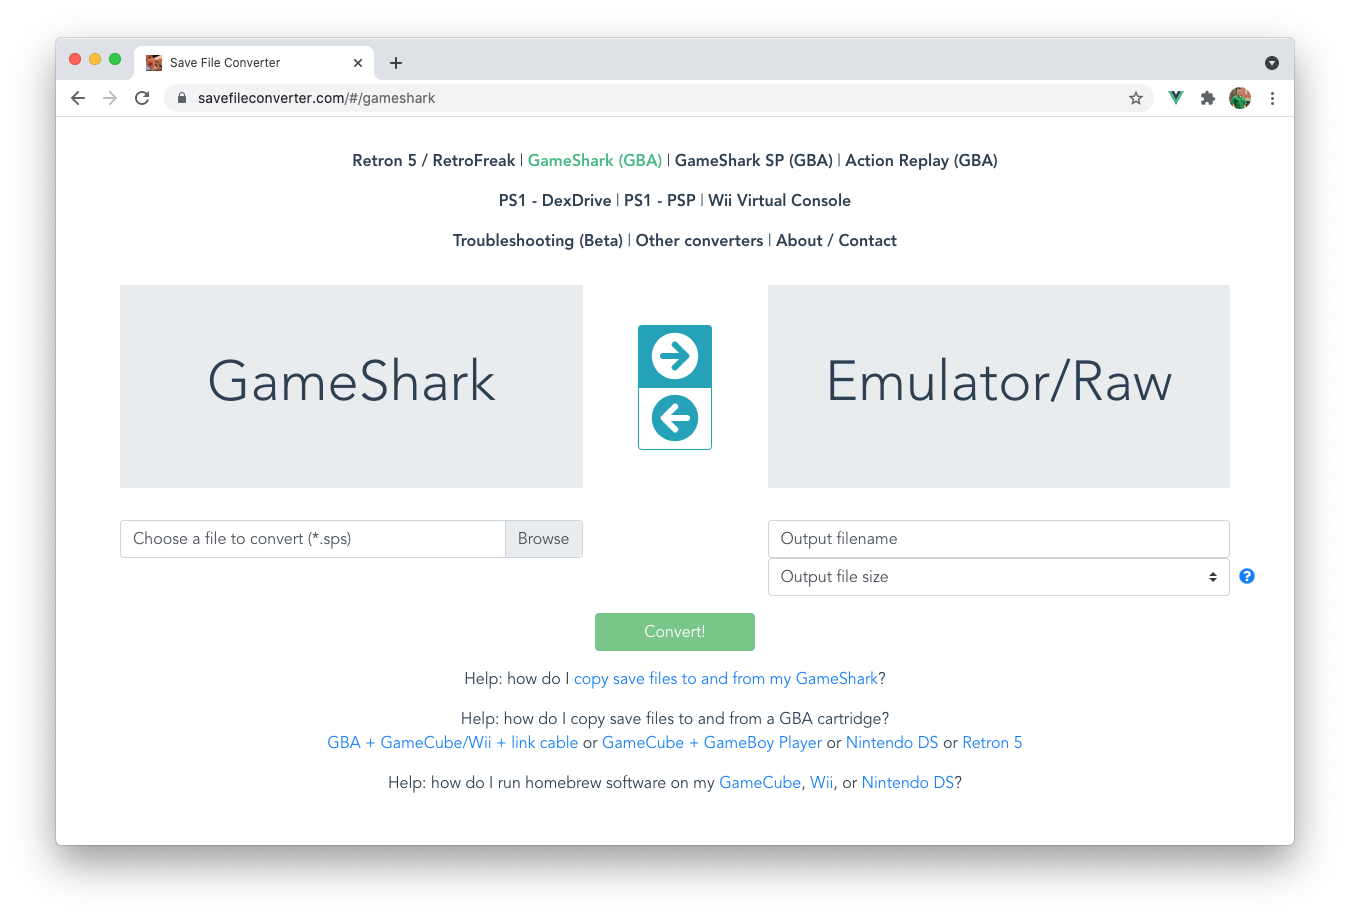 Save File Converter
savefileconverter.com/#/gameshark
Retron 5 / RetroFreak | GameShark (GBA) | GameShark SP (GBA) | Action Replay (GBA)
PS1 - DexDrive | PS1 - PSP | Wii Virtual Console
Troubleshooting (Beta) | Other converters | About / Contact
GameShark
Emulator/Raw
Choose a file to convert (*.sps)
Browse
Output filename
Output file size
Convert!
Help: how do I copy save files to and from my GameShark?
Help: how do I copy save files to and from a GBA cartridge?
GBA + GameCube/Wii + link cable or GameCube + GameBoy Player or Nintendo DS or Retron 5
Help: how do I run homebrew software on my GameCube, Wii, or Nintendo DS?